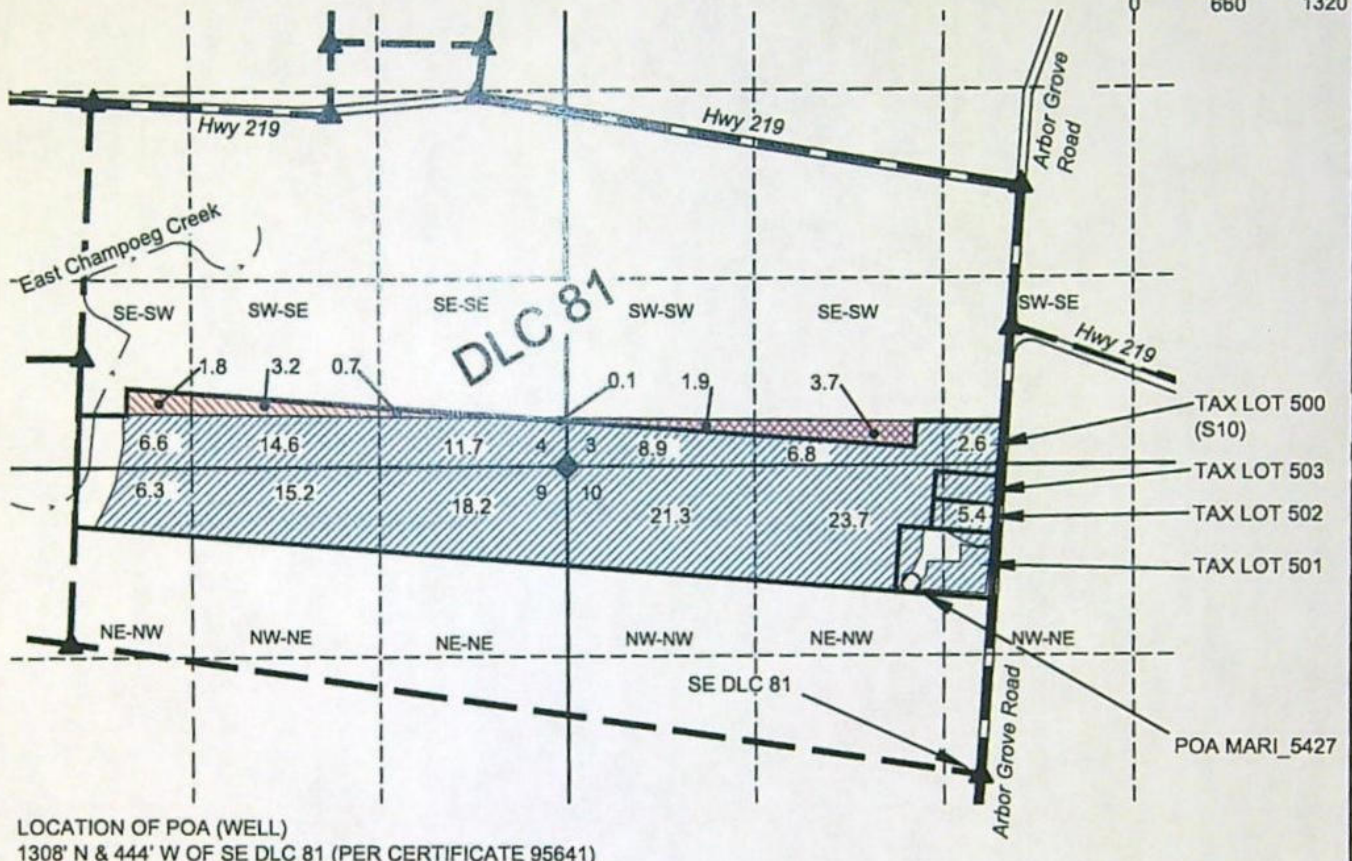 0 660 1320
Hwy 219
Hwy 219
Arbor Grove
Road
East Champoeg Creek
SE-SW SW-SE SE-SE SW-SW SE-SW SW-SE
DLC 81
Hwy 219
1.8 3.2 0.7 0.1 1.9 3.7
TAX LOT 500
(S10)
6.6 14.6 11.7 4 3 8.9 6.8 2.6
TAX LOT 503
6.3 15.2 18.2 9 10 21.3 23.7 5.4
TAX LOT 502
TAX LOT 501
NE-NW NW-NE NE-NE NW-NW NE-NW NW-NE
SE DLC 81
POA MARI_5427
Arbor Grove Road
LOCATION OF POA (WELL)
1308' N & 444' W OF SE DLC 81 (PER CERTIFICATE 95641)